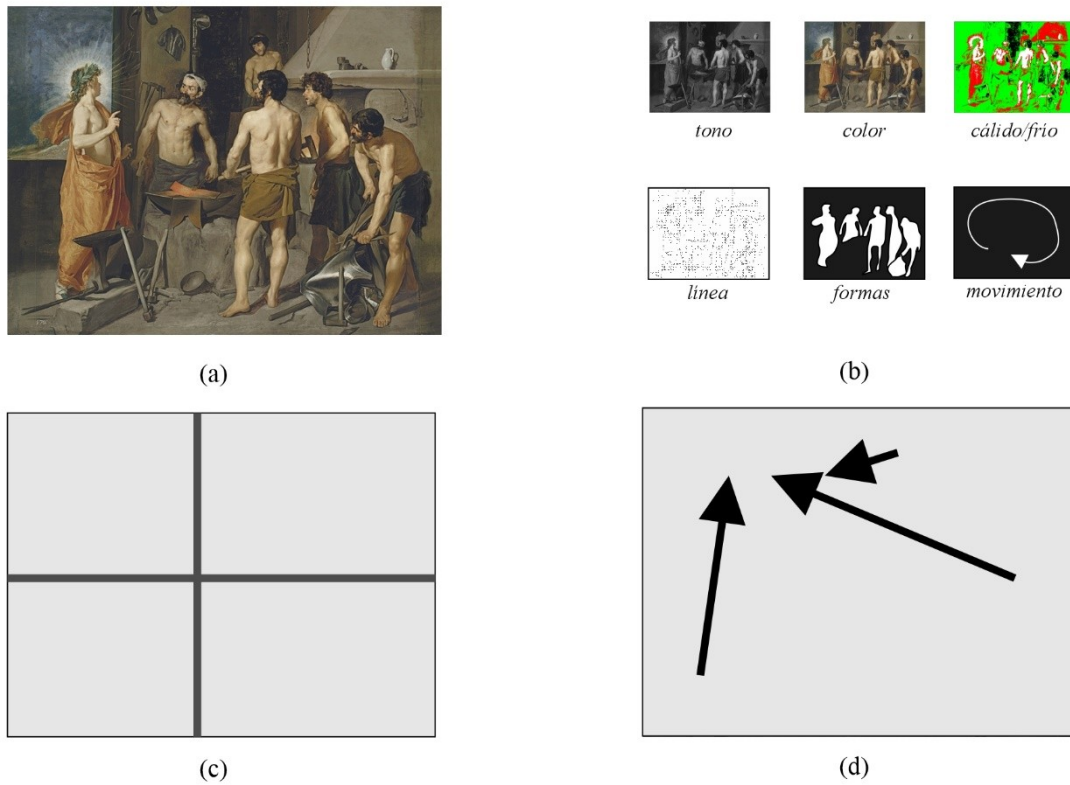 tono color cálido/frío
línea formas movimiento
(a) (b)
(c) (d)